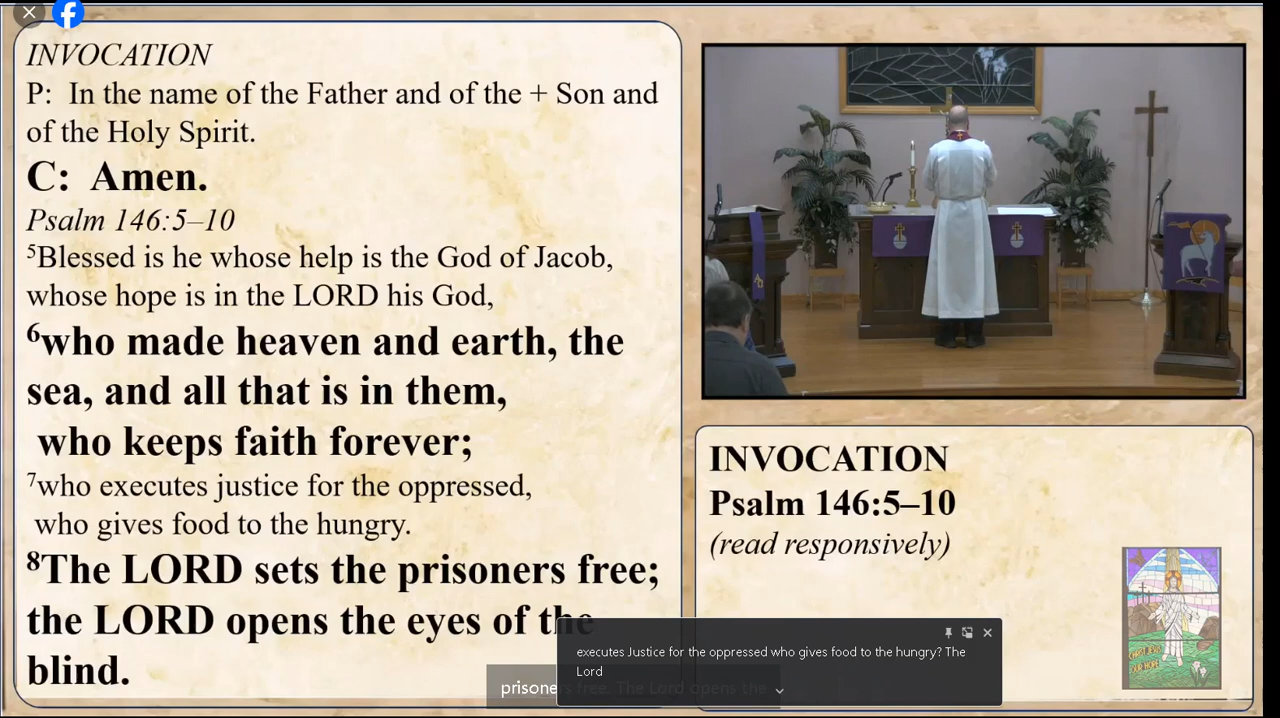 INVOCATION
P: In the name of the Father and of the + Son and
of the Holy Spirit.
C: Amen.
Psalm 146:5–10
⁵Blessed is he whose help is the God of Jacob,
whose hope is in the LORD his God,
⁶who made heaven and earth, the
sea, and all that is in them,
who keeps faith forever;
⁷who executes justice for the oppressed,
who gives food to the hungry.
⁸The LORD sets the prisoners free;
the LORD opens the eyes of the
blind.
INVOCATION
Psalm 146:5–10
(read responsively)
CHRIST JESUS
OUR HOPE
executes Justice for the oppressed who gives food to the hungry? The
Lord
prisoners free. The Lord opens the